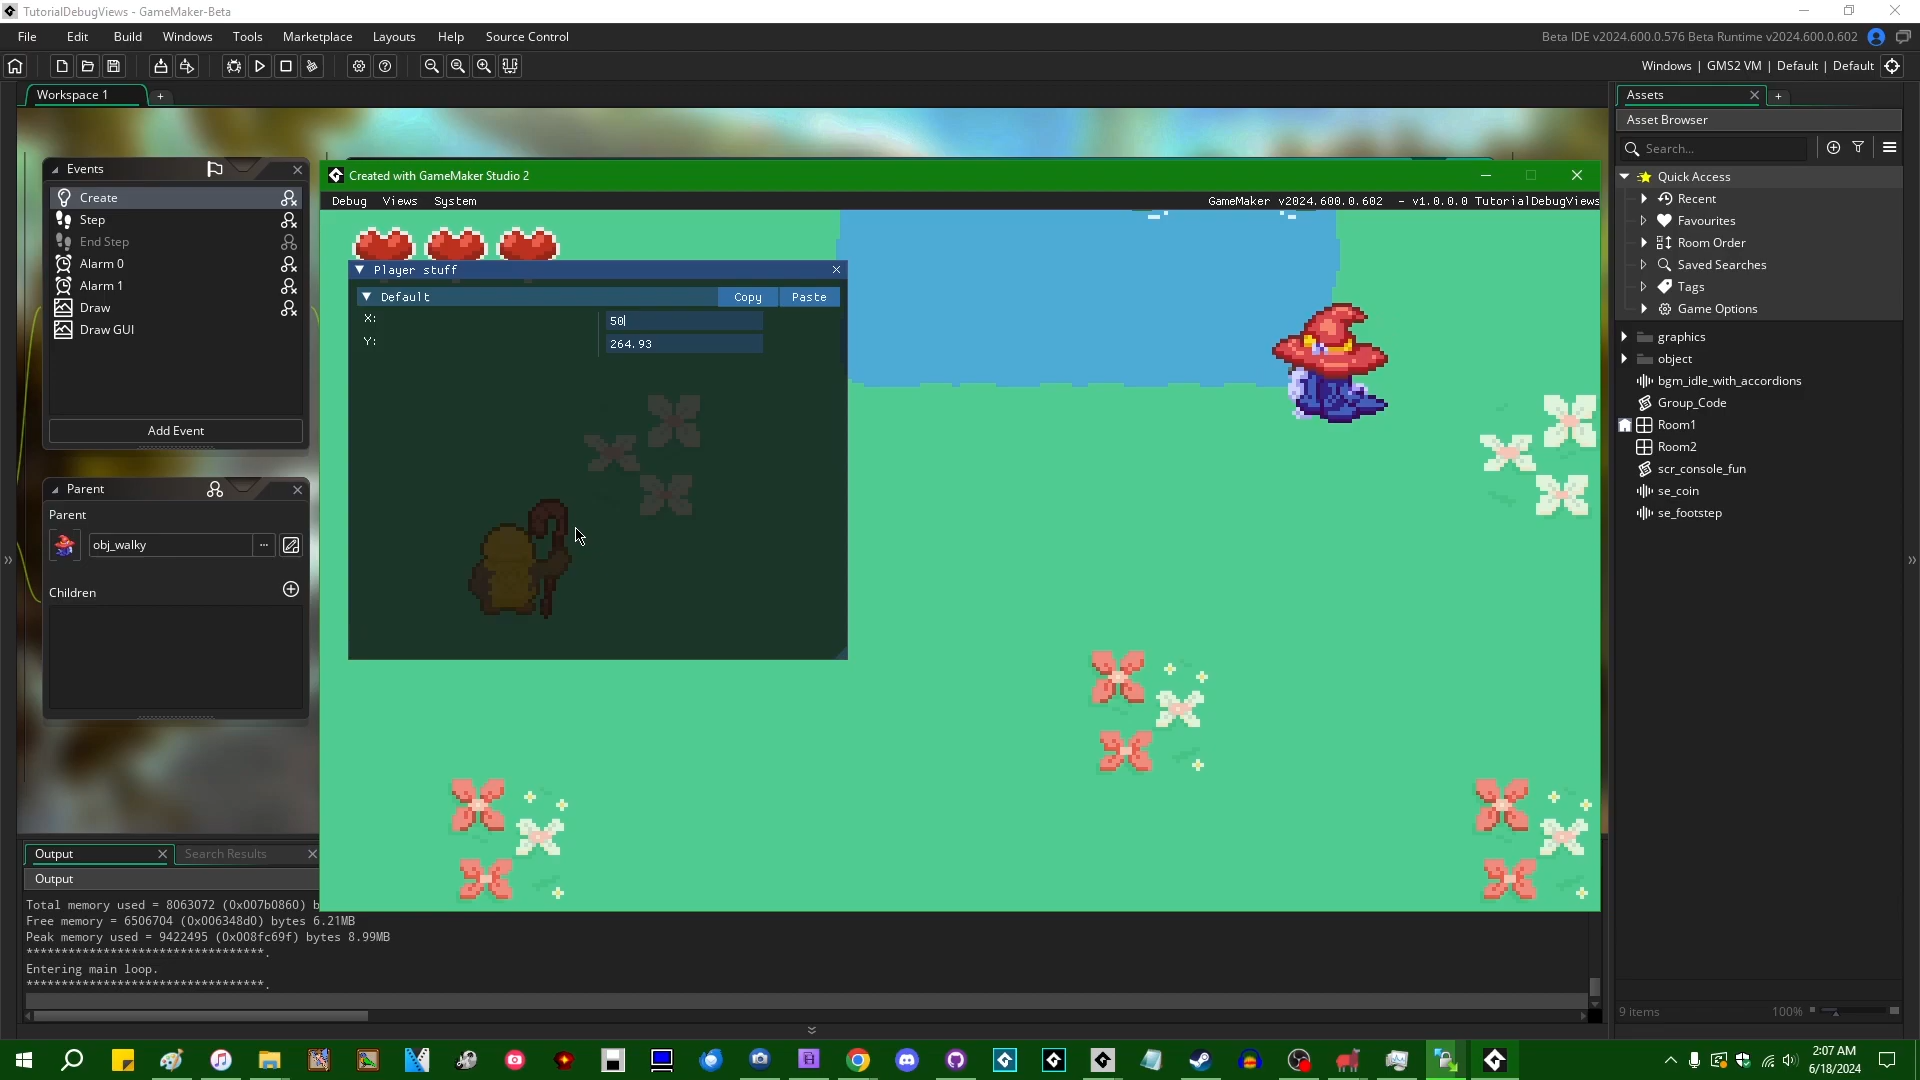 TutorialDebugViews - GameMaker-Beta
File Edit Build Windows Tools Marketplace Layouts Help Source Control
Beta IDE v2024.600.0.576 Beta Runtime v2024.600.0.602
Windows | GMS2 VM | Default | Default
Workspace 1
Events
Create
Step
End Step
Alarm 0
Alarm 1
Draw
Draw GUI
Add Event
Parent
Parent
obj_walky
...
Children
Created with GameMaker Studio 2
Debug Views System
GameMaker v2024.600.0.602 - v1.0.0.0 TutorialDebugViews
Player stuff
Default Copy Paste
X: 50
Y: 264.93
Output
Search Results
Output
Total memory used = 8063072 (0x007b0860) b
Free memory = 6506704 (0x006348d0) bytes 6.21MB
Peak memory used = 9422495 (0x008fc69f) bytes 8.99MB
**********************************.
Entering main loop.
**********************************.
Assets
Asset Browser
Search...
Quick Access
Recent
Favourites
Room Order
Saved Searches
Tags
Game Options
graphics
object
bgm_idle_with_accordions
Group_Code
Room1
Room2
scr_console_fun
se_coin
se_footstep
9 items
100%
2:07 AM
6/18/2024